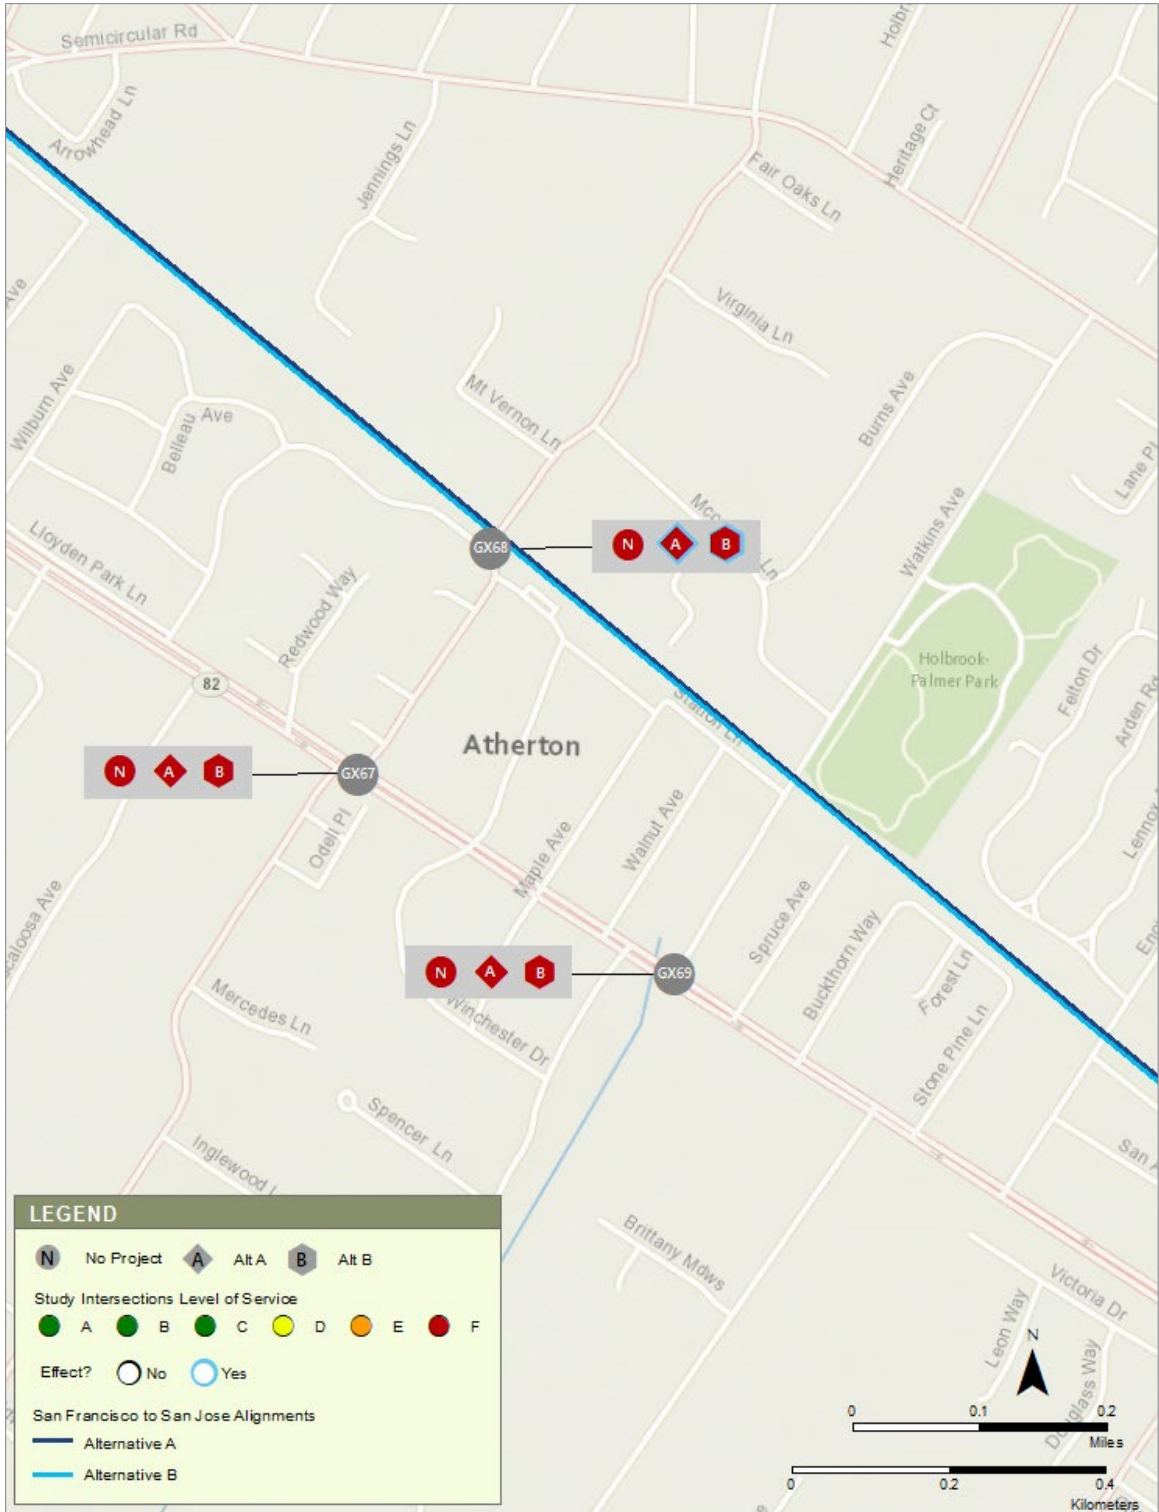 Semicircular Rd
Arrowhead Ln
Jennings Ln
Heritage Ct
Fair Oaks Ln
Virginia Ln
Ave
Wilburn Ave
Belleau Ave
Mt Vernon Ln
Burns Ave
Lane Pl
Watkins Ave
Lloyden Park Ln
GX68
N A B
Redwood Way
Holbrook-
Palmer Park
Felton Dr
Arden Rd
82
Station Ln
Atherton
N A B
GX67
Odell Pl
Maple Ave
Walnut Ave
Spruce Ave
Buckthorn Way
Forest Ln
Stone Pine Ln
N A B
GX69
Mercedes Ln
Winchester Dr
Spencer Ln
Brittany Mdws
Victoria Dr
Leon Way
LEGEND
N No Project A Alt A B Alt B
Study Intersections Level of Service
A B C D E F
Effect? No Yes
San Francisco to San Jose Alignments
Alternative A
Alternative B
N
0 0.1 0.2
Miles
0 0.2 0.4
Kilometers